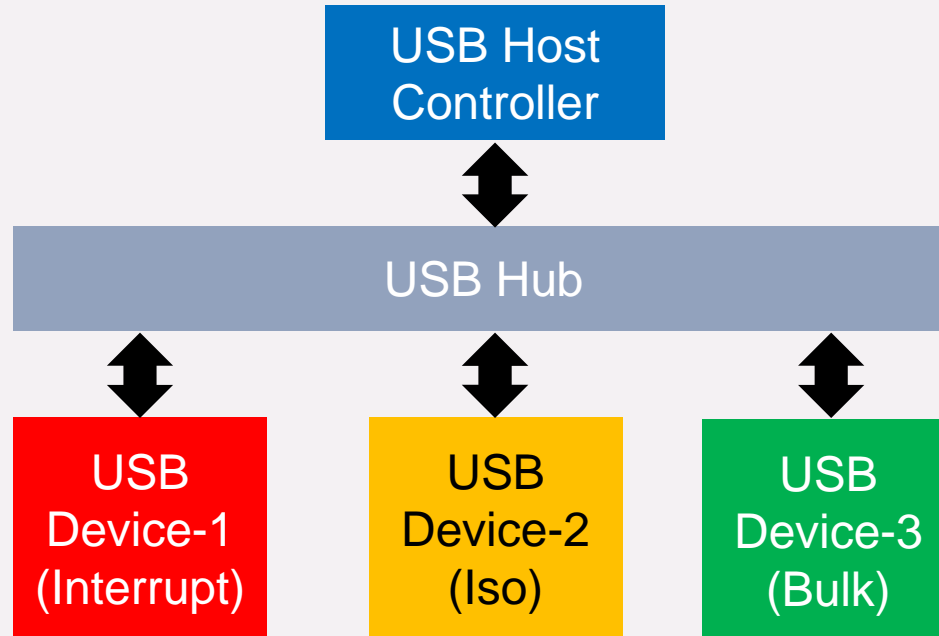 USB Host
Controller
USB Hub
USB
Device-1
(Interrupt)
USB
Device-2
(Iso)
USB
Device-3
(Bulk)